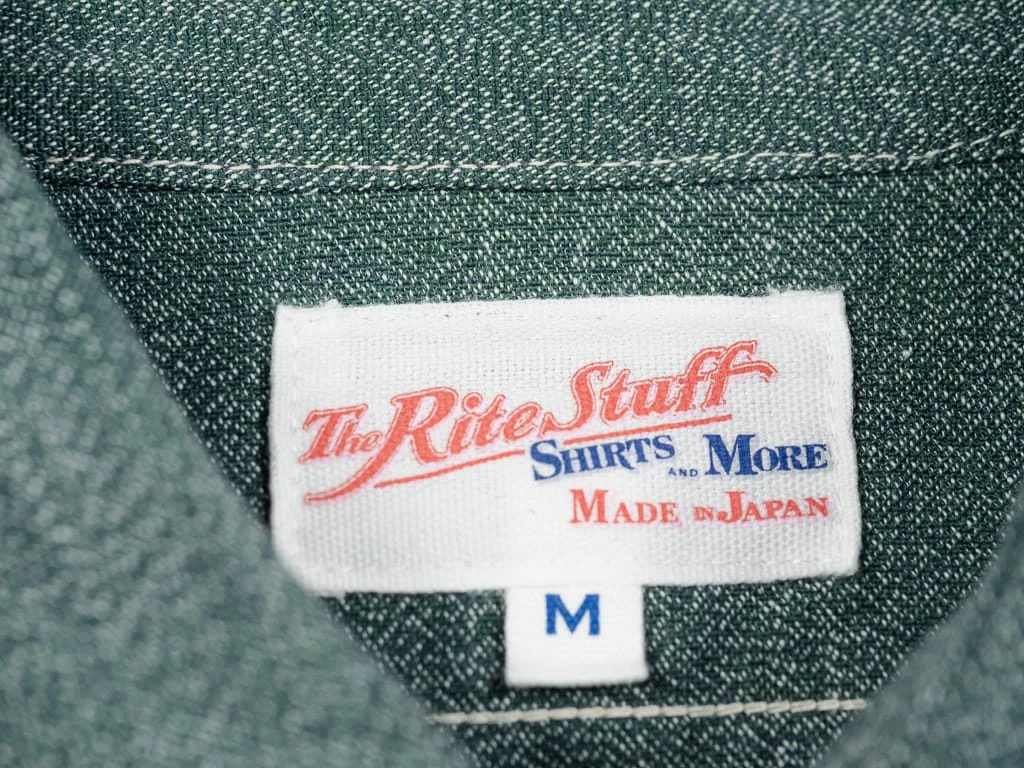 The Rite Stuff
SHIRTS AND MORE
MADE IN JAPAN
M